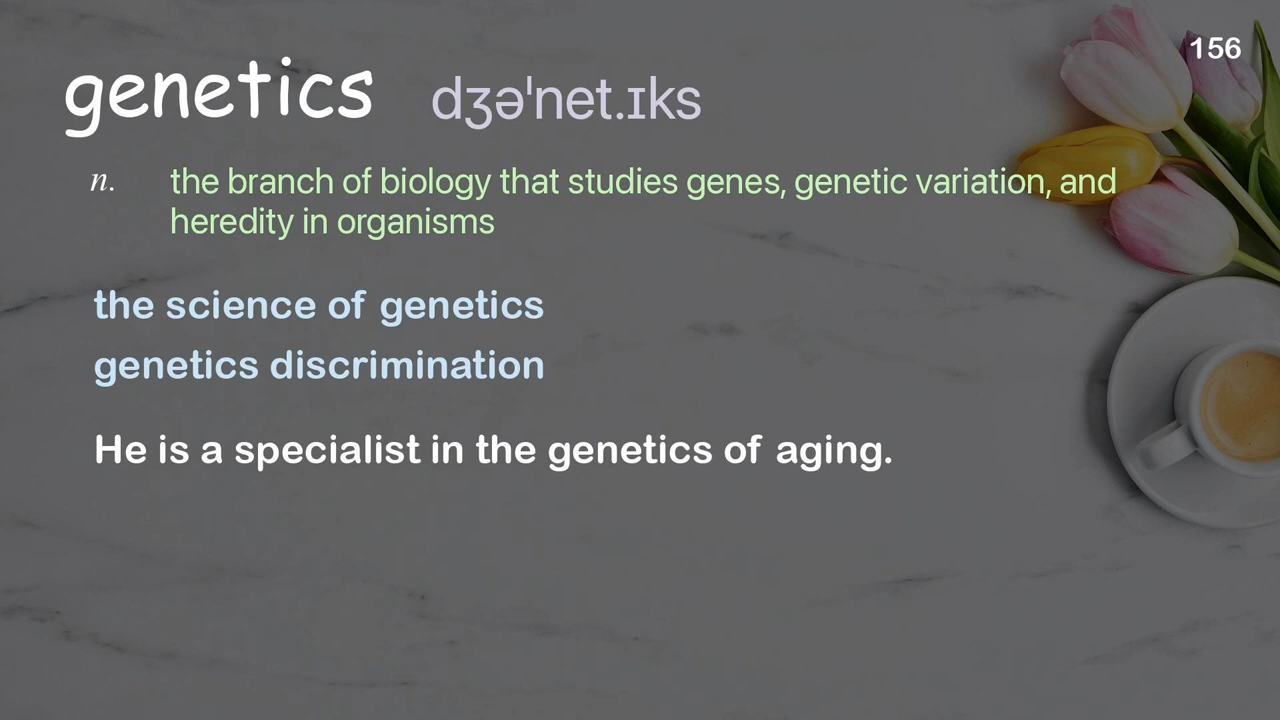 156
genetics dʒəˈnet.ɪks
n. the branch of biology that studies genes, genetic variation, and
heredity in organisms
the science of genetics
genetics discrimination
He is a specialist in the genetics of aging.